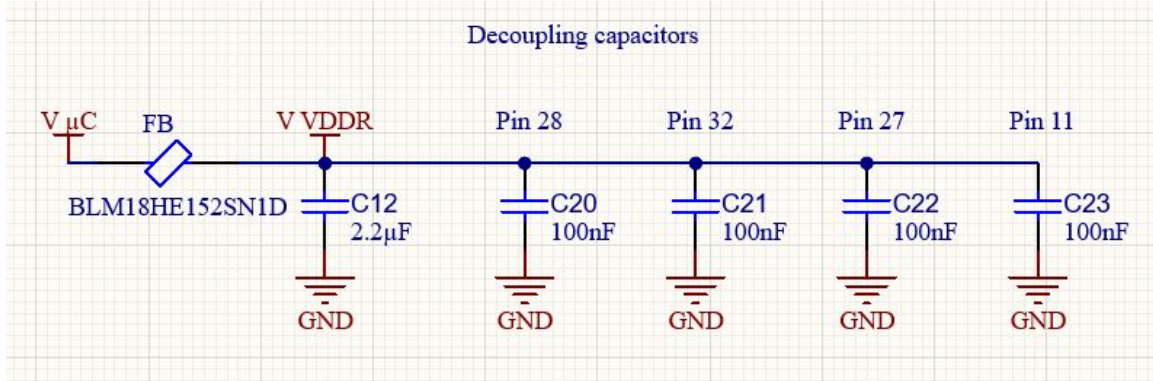 Decoupling capacitors
V µC
FB
V VDDR
Pin 28
Pin 32
Pin 27
Pin 11
BLM18HE152SN1D
C12
2.2µF
C20
100nF
C21
100nF
C22
100nF
C23
100nF
GND
GND
GND
GND
GND